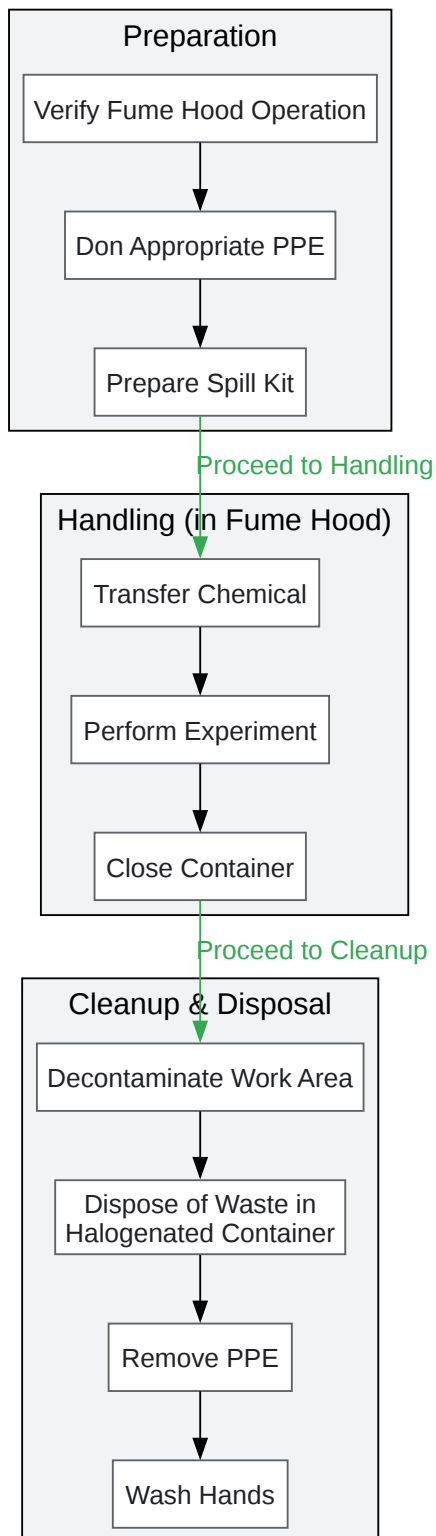 Preparation
Verify Fume Hood Operation
Don Appropriate PPE
Prepare Spill Kit
Proceed to Handling
Handling (in Fume Hood)
Transfer Chemical
Perform Experiment
Close Container
Proceed to Cleanup
Cleanup & Disposal
Decontaminate Work Area
Dispose of Waste in
Halogenated Container
Remove PPE
Wash Hands